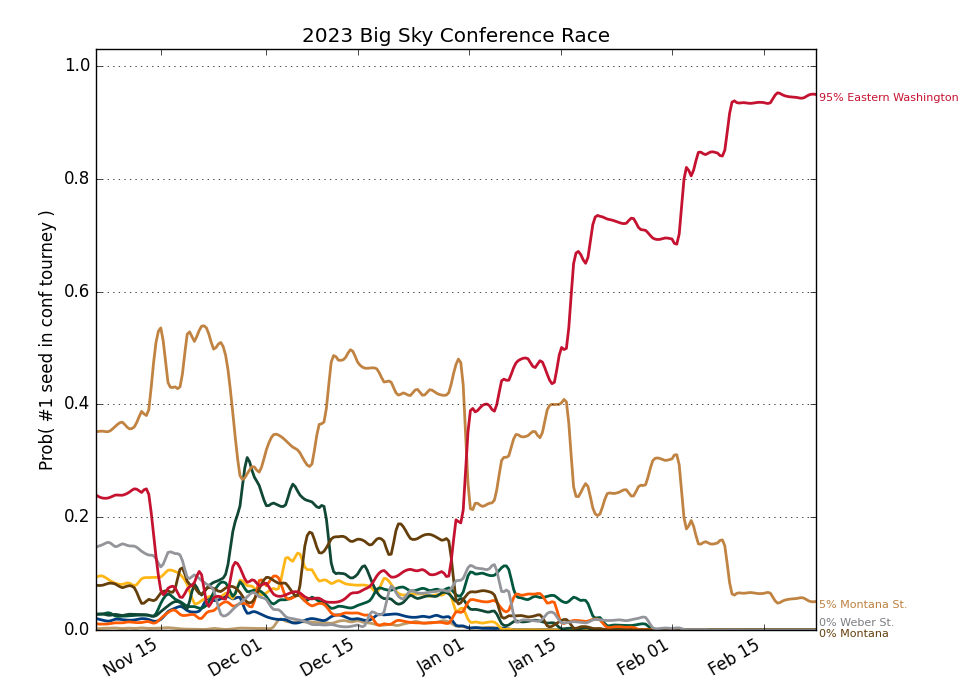 2023 Big Sky Conference Race
Prob( #1 seed in conf tourney )
1.0
0.8
0.6
0.4
0.2
0.0
95% Eastern Washington
5% Montana St.
0% Weber St.
0% Montana
Nov 15
Dec 01
Dec 15
Jan 01
Jan 15
Feb 01
Feb 15